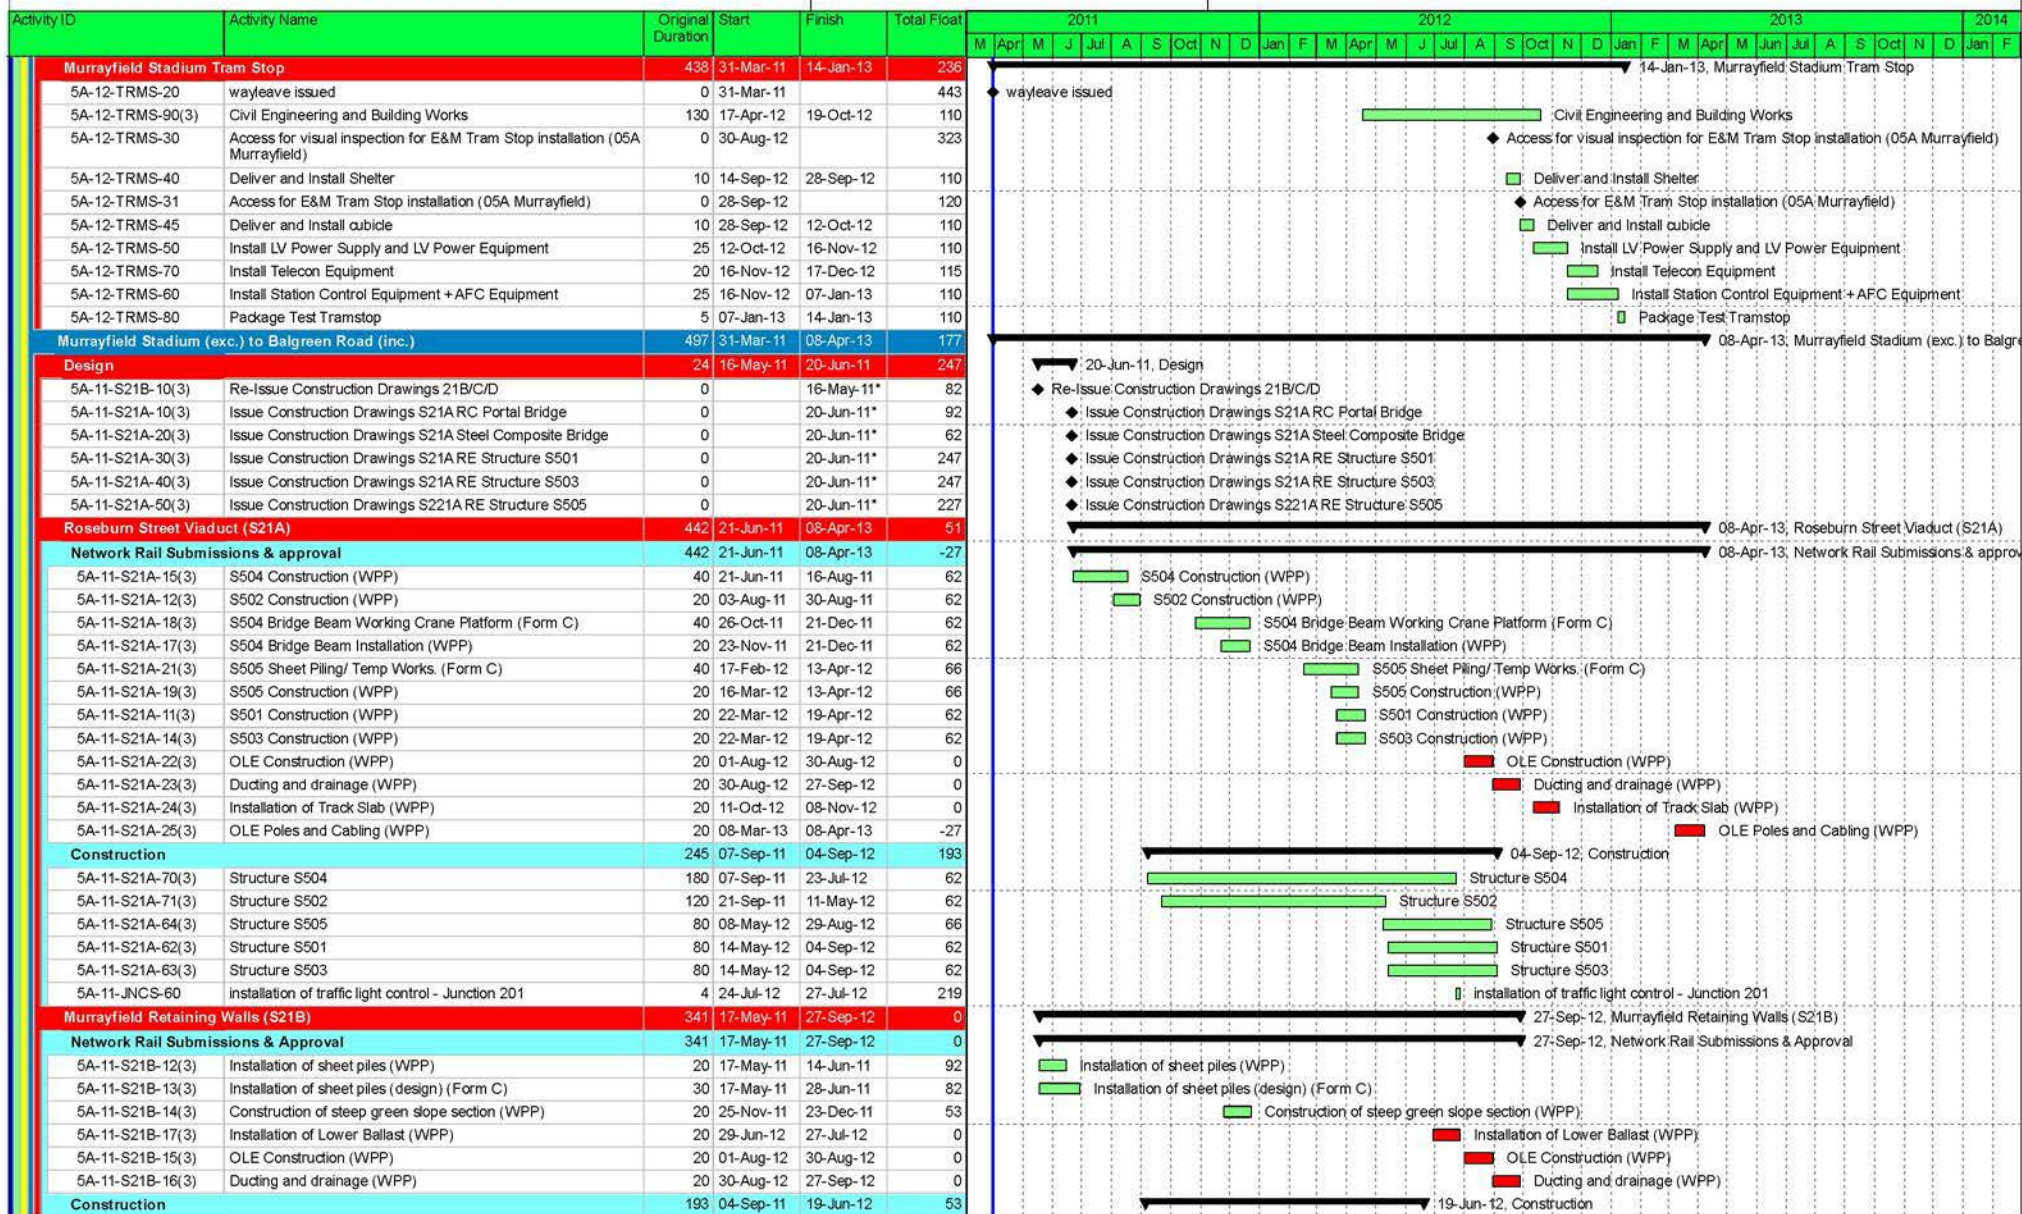 Activity ID Activity Name Original Duration Start Finish Total Float 2011 2012 2013 2014
M Apr M J Jul A S Oct N D Jan F M Apr M J Jul A S Oct N D Jan F M Apr M Jun Jul A S Oct N D Jan F
Murrayfield Stadium Tram Stop 438 31-Mar-11 14-Jan-13 236 14-Jan-13, Murrayfield Stadium Tram Stop
5A-12-TRMS-20 wayleave issued 0 31-Mar-11 443 wayleave issued
5A-12-TRMS-90(3) Civil Engineering and Building Works 130 17-Apr-12 19-Oct-12 110 Civil Engineering and Building Works
5A-12-TRMS-30 Access for visual inspection for E&M Tram Stop installation (05A 0 30-Aug-12 323 Access for visual inspection for E&M Tram Stop installation (05A Murrayfield)
Murrayfield)
5A-12-TRMS-40 Deliver and Install Shelter 10 14-Sep-12 28-Sep-12 110 Deliver and Install Shelter
5A-12-TRMS-31 Access for E&M Tram Stop installation (05A Murrayfield) 0 28-Sep-12 120 Access for E&M Tram Stop installation (05A Murrayfield)
5A-12-TRMS-45 Deliver and Install cubicle 10 28-Sep-12 12-Oct-12 110 Deliver and Install cubicle
5A-12-TRMS-50 Install LV Power Supply and LV Power Equipment 25 12-Oct-12 16-Nov-12 110 Install LV Power Supply and LV Power Equipment
5A-12-TRMS-70 Install Telecon Equipment 20 16-Nov-12 17-Dec-12 115 Install Telecon Equipment
5A-12-TRMS-60 Install Station Control Equipment + AFC Equipment 25 16-Nov-12 07-Jan-13 110 Install Station Control Equipment + AFC Equipment
5A-12-TRMS-80 Package Test Tramstop 5 07-Jan-13 14-Jan-13 110 Package Test Tramstop
Murrayfield Stadium (exc.) to Balgreen Road (inc.) 497 31-Mar-11 08-Apr-13 177 08-Apr-13, Murrayfield Stadium (exc.) to Balgre
Design 24 16-May-11 20-Jun-11 247 20-Jun-11, Design
5A-11-S21B-10(3) Re-Issue Construction Drawings 21B/C/D 0 16-May-11* 82 Re-Issue Construction Drawings 21B/C/D
5A-11-S21A-10(3) Issue Construction Drawings S21A RC Portal Bridge 0 20-Jun-11* 92 Issue Construction Drawings S21A RC Portal Bridge
5A-11-S21A-20(3) Issue Construction Drawings S21A Steel Composite Bridge 0 20-Jun-11* 62 Issue Construction Drawings S21A Steel Composite Bridge
5A-11-S21A-30(3) Issue Construction Drawings S21A RE Structure S501 0 20-Jun-11* 247 Issue Construction Drawings S21A RE Structure S501
5A-11-S21A-40(3) Issue Construction Drawings S21A RE Structure S503 0 20-Jun-11* 247 Issue Construction Drawings S21A RE Structure S503
5A-11-S21A-50(3) Issue Construction Drawings S221A RE Structure S505 0 20-Jun-11* 227 Issue Construction Drawings S221A RE Structure S505
Roseburn Street Viaduct (S21A) 442 21-Jun-11 08-Apr-13 51 08-Apr-13, Roseburn Street Viaduct (S21A)
Network Rail Submissions & approval 442 21-Jun-11 08-Apr-13 -27 08-Apr-13, Network Rail Submissions & approv
5A-11-S21A-15(3) S504 Construction (WPP) 40 21-Jun-11 16-Aug-11 62 S504 Construction (WPP)
5A-11-S21A-12(3) S502 Construction (WPP) 20 03-Aug-11 30-Aug-11 62 S502 Construction (WPP)
5A-11-S21A-18(3) S504 Bridge Beam Working Crane Platform (Form C) 40 26-Oct-11 21-Dec-11 62 S504 Bridge Beam Working Crane Platform (Form C)
5A-11-S21A-17(3) S504 Bridge Beam Installation (WPP) 20 23-Nov-11 21-Dec-11 62 S504 Bridge Beam Installation (WPP)
5A-11-S21A-21(3) S505 Sheet Piling/ Temp Works. (Form C) 40 17-Feb-12 13-Apr-12 66 S505 Sheet Piling/ Temp Works. (Form C)
5A-11-S21A-19(3) S505 Construction (WPP) 20 16-Mar-12 13-Apr-12 66 S505 Construction (WPP)
5A-11-S21A-11(3) S501 Construction (WPP) 20 22-Mar-12 19-Apr-12 62 S501 Construction (WPP)
5A-11-S21A-14(3) S503 Construction (WPP) 20 22-Mar-12 19-Apr-12 62 S503 Construction (WPP)
5A-11-S21A-22(3) OLE Construction (WPP) 20 01-Aug-12 30-Aug-12 0 OLE Construction (WPP)
5A-11-S21A-23(3) Ducting and drainage (WPP) 20 30-Aug-12 27-Sep-12 0 Ducting and drainage (WPP)
5A-11-S21A-24(3) Installation of Track Slab (WPP) 20 11-Oct-12 08-Nov-12 0 Installation of Track Slab (WPP)
5A-11-S21A-25(3) OLE Poles and Cabling (WPP) 20 08-Mar-13 08-Apr-13 -27 OLE Poles and Cabling (WPP)
Construction 245 07-Sep-11 04-Sep-12 193 04-Sep-12, Construction
5A-11-S21A-70(3) Structure S504 180 07-Sep-11 23-Jul-12 62 Structure S504
5A-11-S21A-71(3) Structure S502 120 21-Sep-11 11-May-12 62 Structure S502
5A-11-S21A-64(3) Structure S505 80 08-May-12 29-Aug-12 66 Structure S505
5A-11-S21A-62(3) Structure S501 80 14-May-12 04-Sep-12 62 Structure S501
5A-11-S21A-63(3) Structure S503 80 14-May-12 04-Sep-12 62 Structure S503
5A-11-JNCS-60 installation of traffic light control - Junction 201 4 24-Jul-12 27-Jul-12 219 installation of traffic light control - Junction 201
Murrayfield Retaining Walls (S21B) 341 17-May-11 27-Sep-12 0 27-Sep-12, Murrayfield Retaining Walls (S21B)
Network Rail Submissions & Approval 341 17-May-11 27-Sep-12 0 27-Sep-12, Network Rail Submissions & Approval
5A-11-S21B-12(3) Installation of sheet piles (WPP) 20 17-May-11 14-Jun-11 92 Installation of sheet piles (WPP)
5A-11-S21B-13(3) Installation of sheet piles (design) (Form C) 30 17-May-11 28-Jun-11 82 Installation of sheet piles (design) (Form C)
5A-11-S21B-14(3) Construction of steep green slope section (WPP) 20 25-Nov-11 23-Dec-11 53 Construction of steep green slope section (WPP)
5A-11-S21B-17(3) Installation of Lower Ballast (WPP) 20 29-Jun-12 27-Jul-12 0 Installation of Lower Ballast (WPP)
5A-11-S21B-15(3) OLE Construction (WPP) 20 01-Aug-12 30-Aug-12 0 OLE Construction (WPP)
5A-11-S21B-16(3) Ducting and drainage (WPP) 20 30-Aug-12 27-Sep-12 0 Ducting and drainage (WPP)
Construction 193 04-Sep-11 19-Jun-12 53 19-Jun-12, Construction